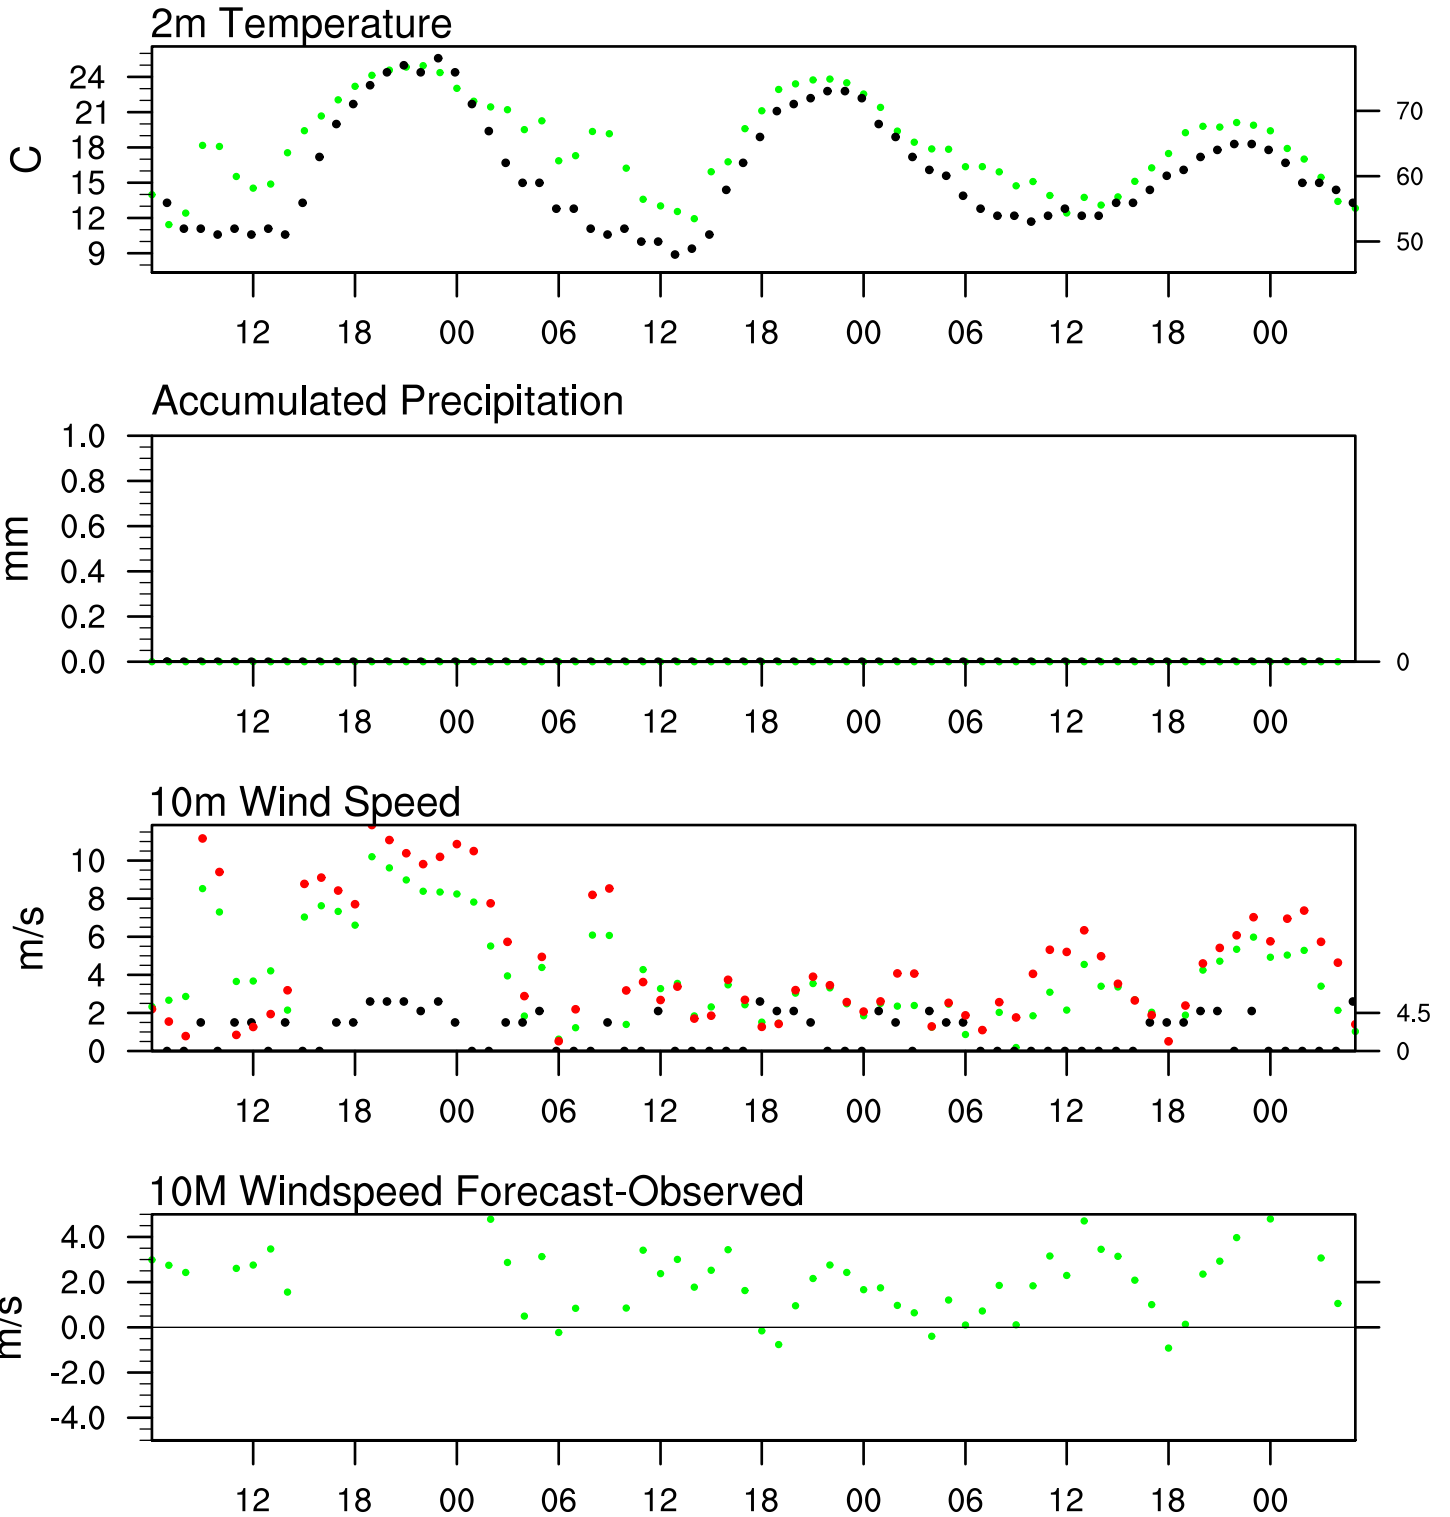 2m Temperature
24
21
18
15
12
9
C
70
60
50
12 18 00 06 12 18 00 06 12 18 00
Accumulated Precipitation
1.0
0.8
0.6
0.4
0.2
0.0
mm
0
12 18 00 06 12 18 00 06 12 18 00
10m Wind Speed
10
8
6
4
2
0
m/s
4.5
0
12 18 00 06 12 18 00 06 12 18 00
10M Windspeed Forecast-Observed
4.0
2.0
0.0
-2.0
-4.0
m/s
12 18 00 06 12 18 00 06 12 18 00